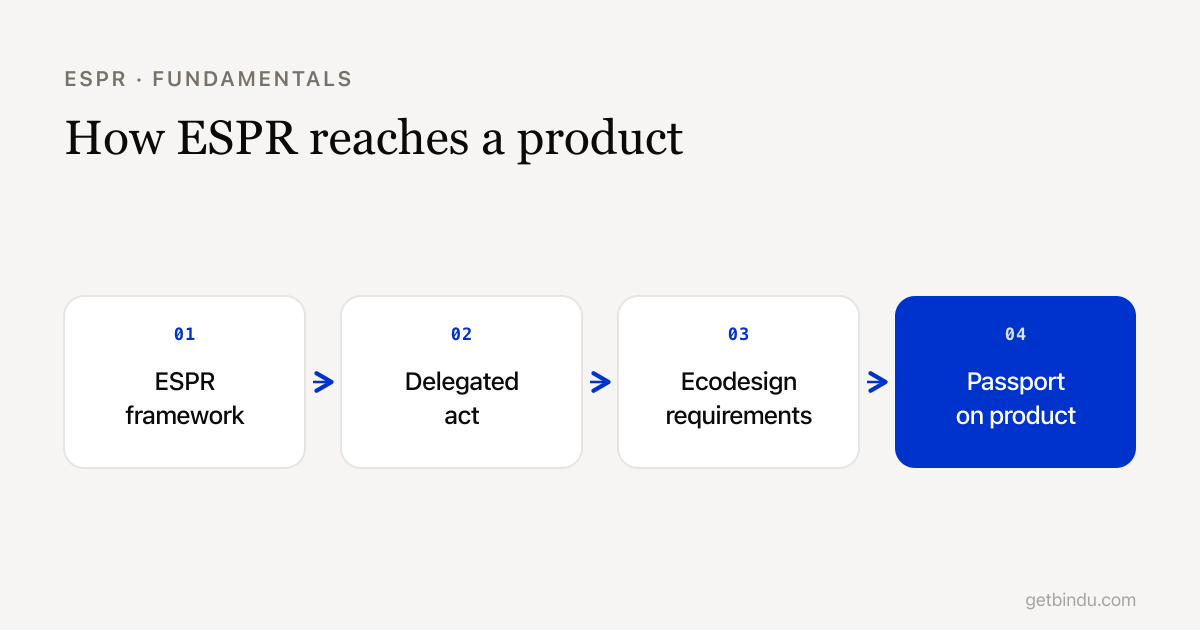 ESPR · FUNDAMENTALS
How ESPR reaches a product
01
ESPR
framework
02
Delegated
act
03
Ecodesign
requirements
04
Passport
on product
getbindu.com